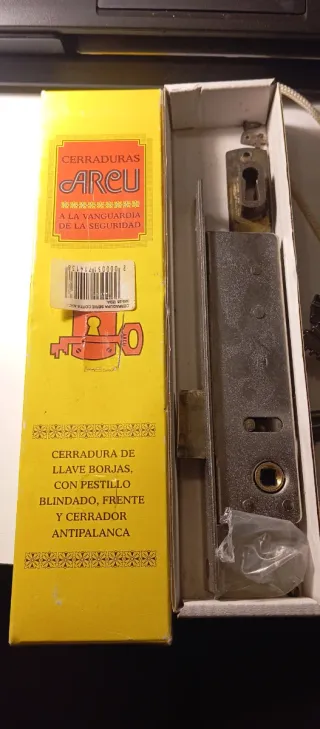 CERRADURAS
ARCU
A LA VANGUARDIA
DE LA SEGURIDAD
CERRADURA DE
LLAVE BORJAS,
CON PESTILLO
BLINDADO, FRENTE
Y CERRADOR
ANTIPALANCA